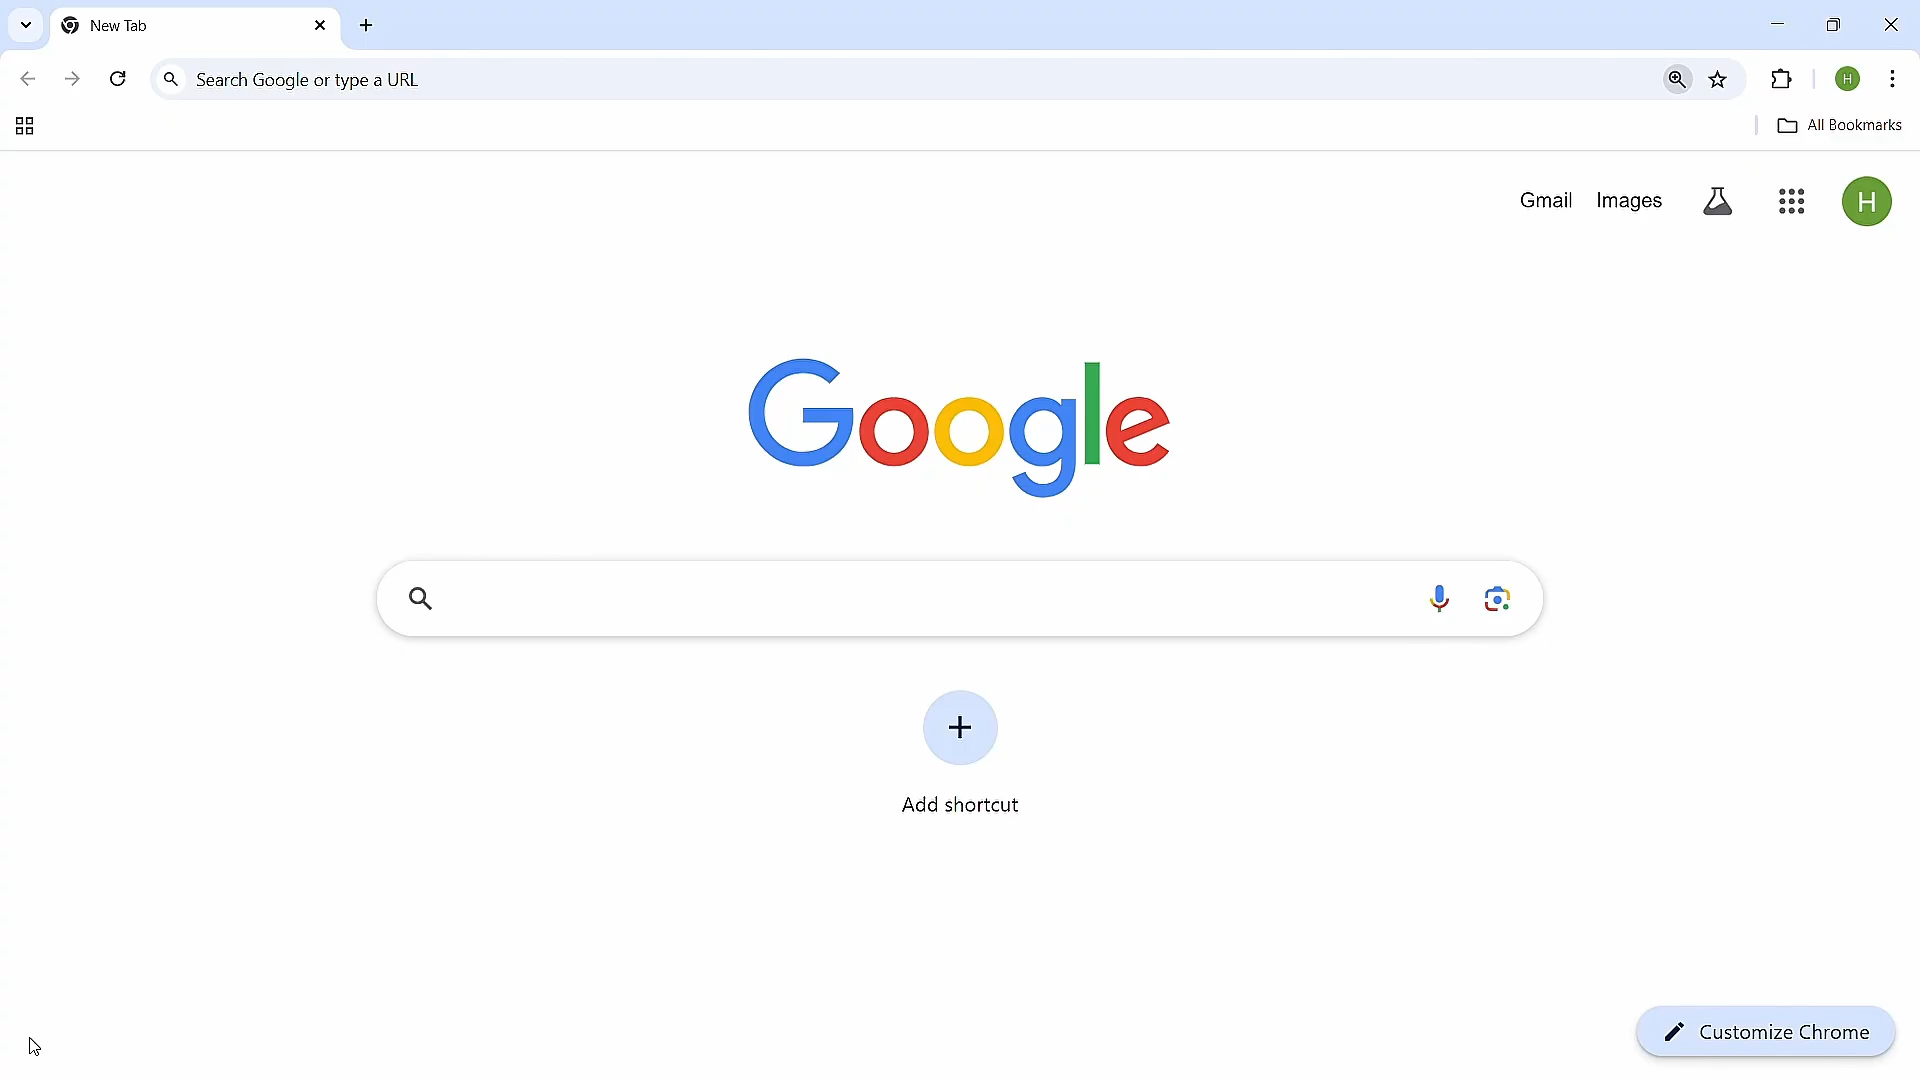 New Tab
Search Google or type a URL
H
All Bookmarks
Gmail Images H
Google
Add shortcut
Customize Chrome